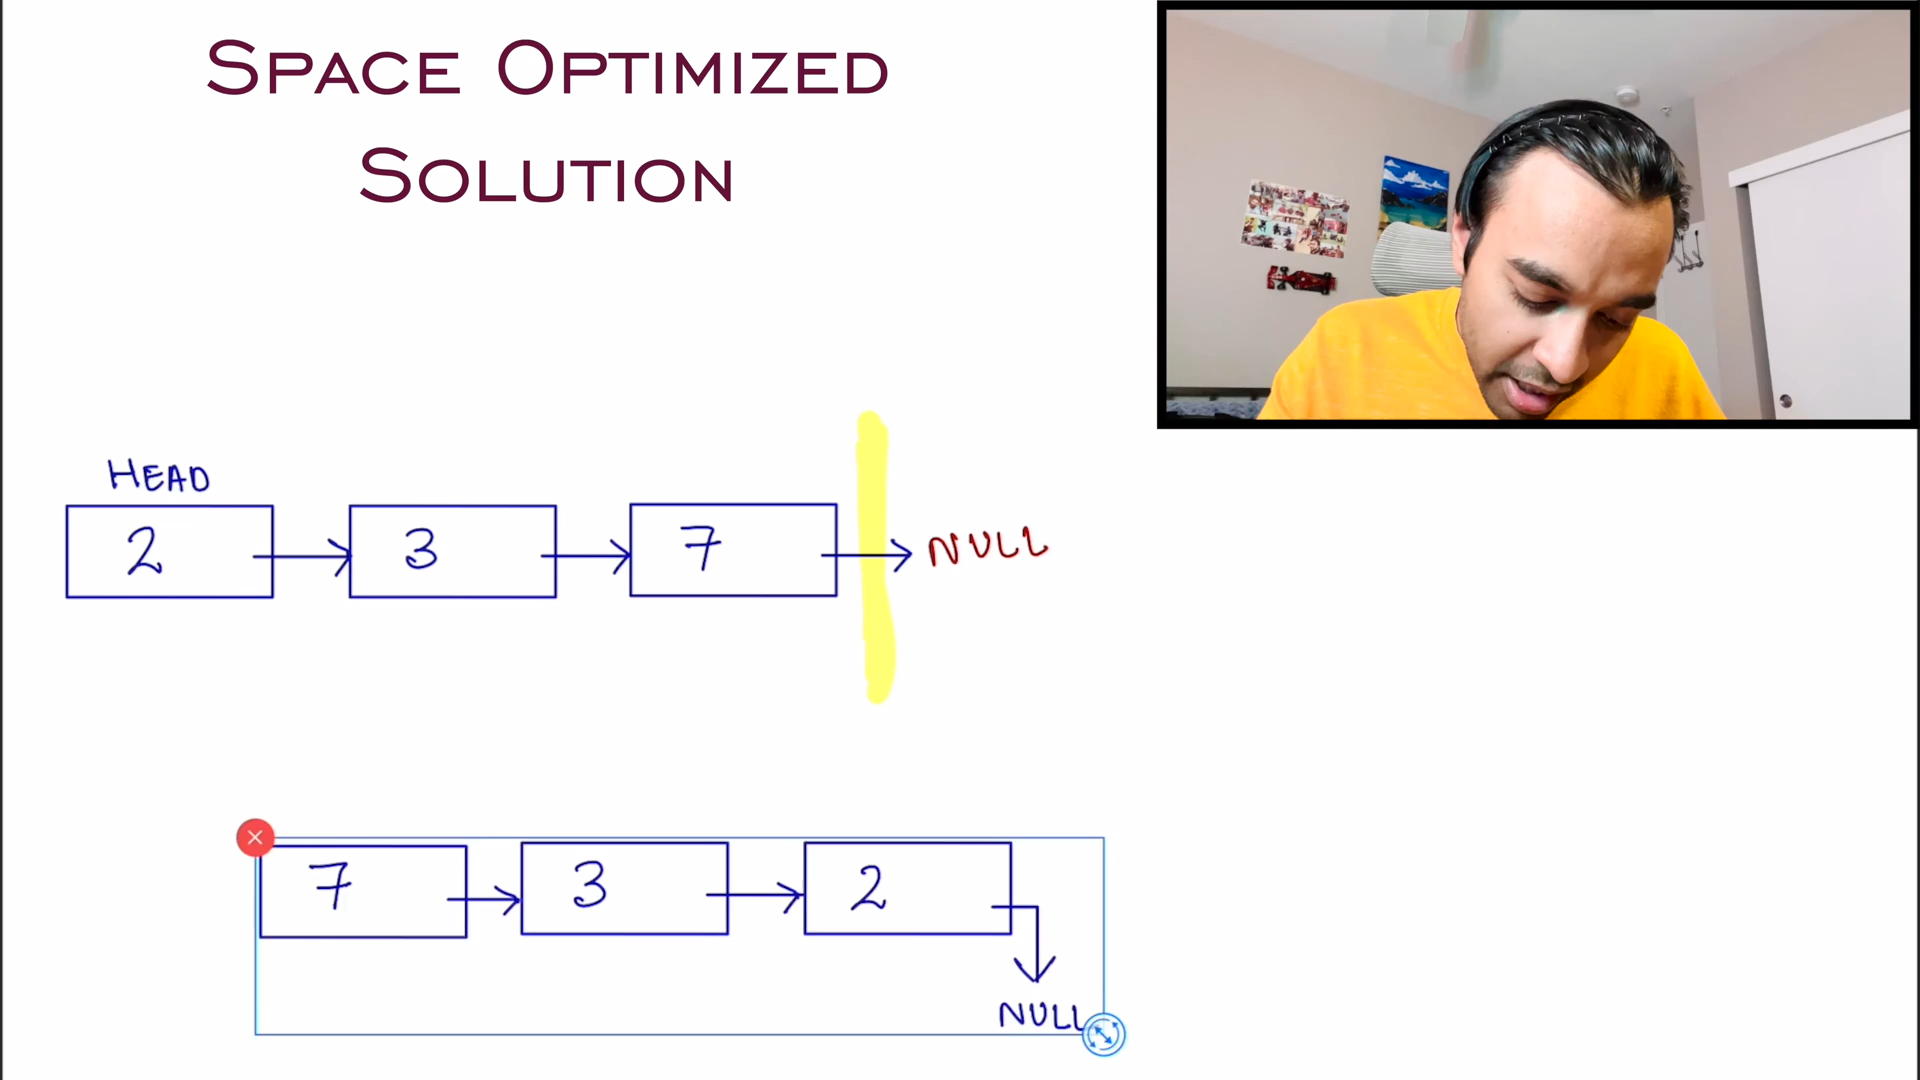 SPACE OPTIMIZED
SOLUTION
HEAD
2 3 7 NULL
7 3 2
NULL